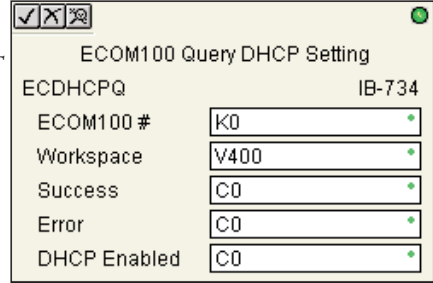 ECOM100 Query DHCP Setting
ECDHCPQ IB-734
ECOM100 # K0
Workspace V400
Success C0
Error C0
DHCP Enabled C0